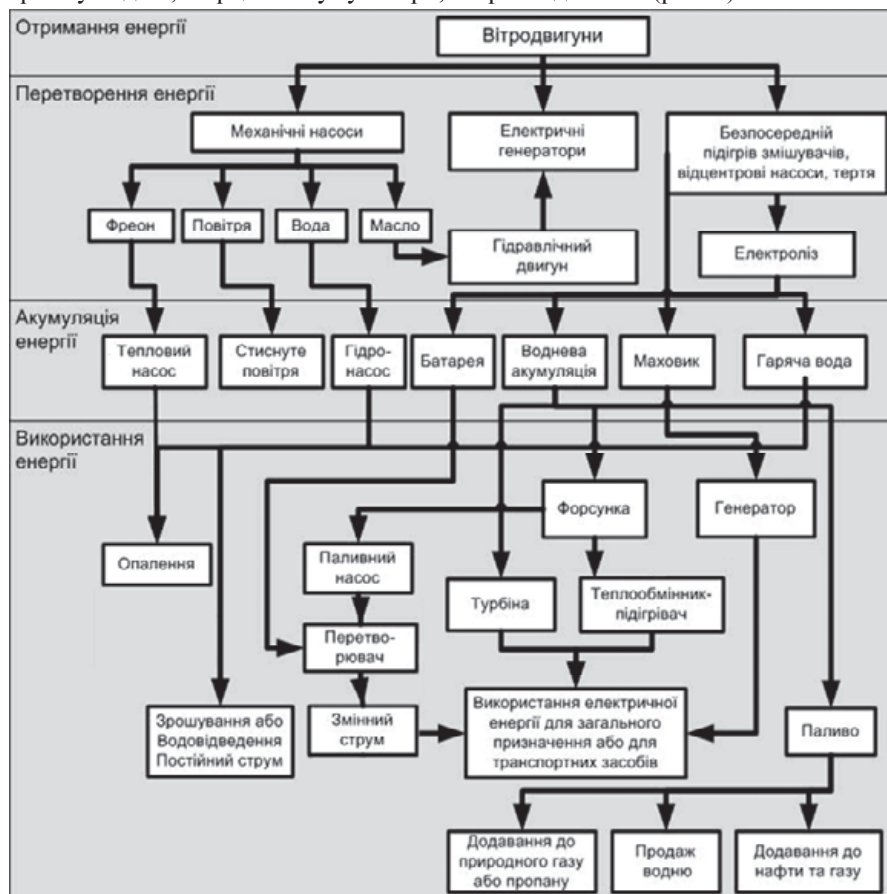 Отримання енергії
Вітродвигуни
Перетворення енергії
Механічні насоси
Електричні
генератори
Безпосередній
підігрів змішувачів,
відцентрові насоси, тертя
Фреон
Повітря
Вода
Масло
Гідравлічний
двигун
Електроліз
Акумуляція
енергії
Тепловий
насос
Стиснуте
повітря
Гідро-
насос
Батарея
Воднева
акумуляція
Маховик
Гаряча вода
Використання
енергії
Форсунка
Генератор
Опалення
Паливний
насос
Турбіна
Теплообмінник-
підігрівач
Перетво-
рювач
Зрошування або
Водовідведення
Постійний струм
Змінний
струм
Використання електричної
енергії для загального
призначення або для
транспортних засобів
Паливо
Додавання до
природного газу
або пропану
Продаж
водню
Додавання до
нафти та газу